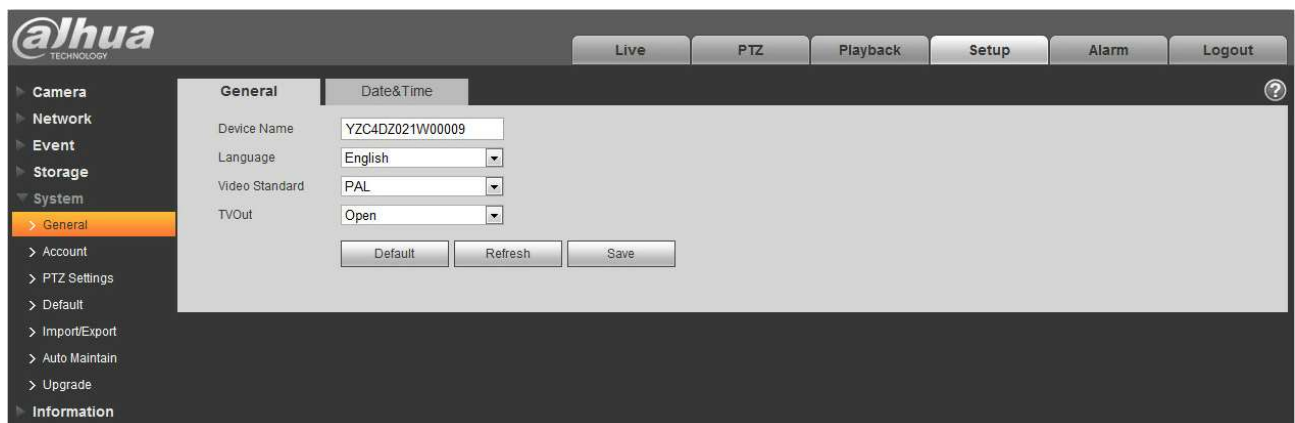 alhua
TECHNOLOGY
Live PTZ Playback Setup Alarm Logout
Camera
Network
Event
Storage
System
> General
> Account
> PTZ Settings
> Default
> Import/Export
> Auto Maintain
> Upgrade
Information
General Date&Time ?
Device Name YZC4DZ021W00009
Language English
Video Standard PAL
TVOut Open
Default Refresh Save